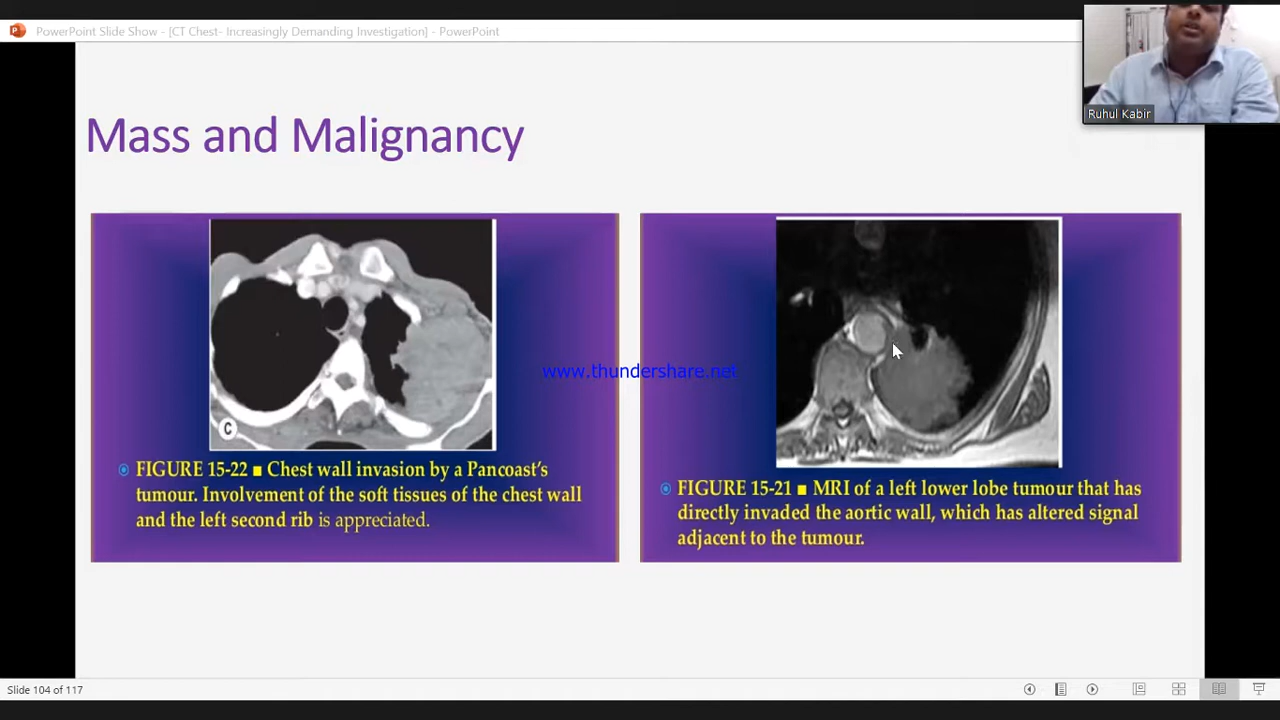 PowerPoint Slide Show - [CT Chest- Increasingly Demanding Investigation] - PowerPoint
Ruhul Kabir
Mass and Malignancy
www.thundershare.net
C
FIGURE 15-22 ■ Chest wall invasion by a Pancoast's
tumour. Involvement of the soft tissues of the chest wall
and the left second rib is appreciated.
FIGURE 15-21 ■ MRI of a left lower lobe tumour that has
directly invaded the aortic wall, which has altered signal
adjacent to the tumour.
Slide 104 of 117